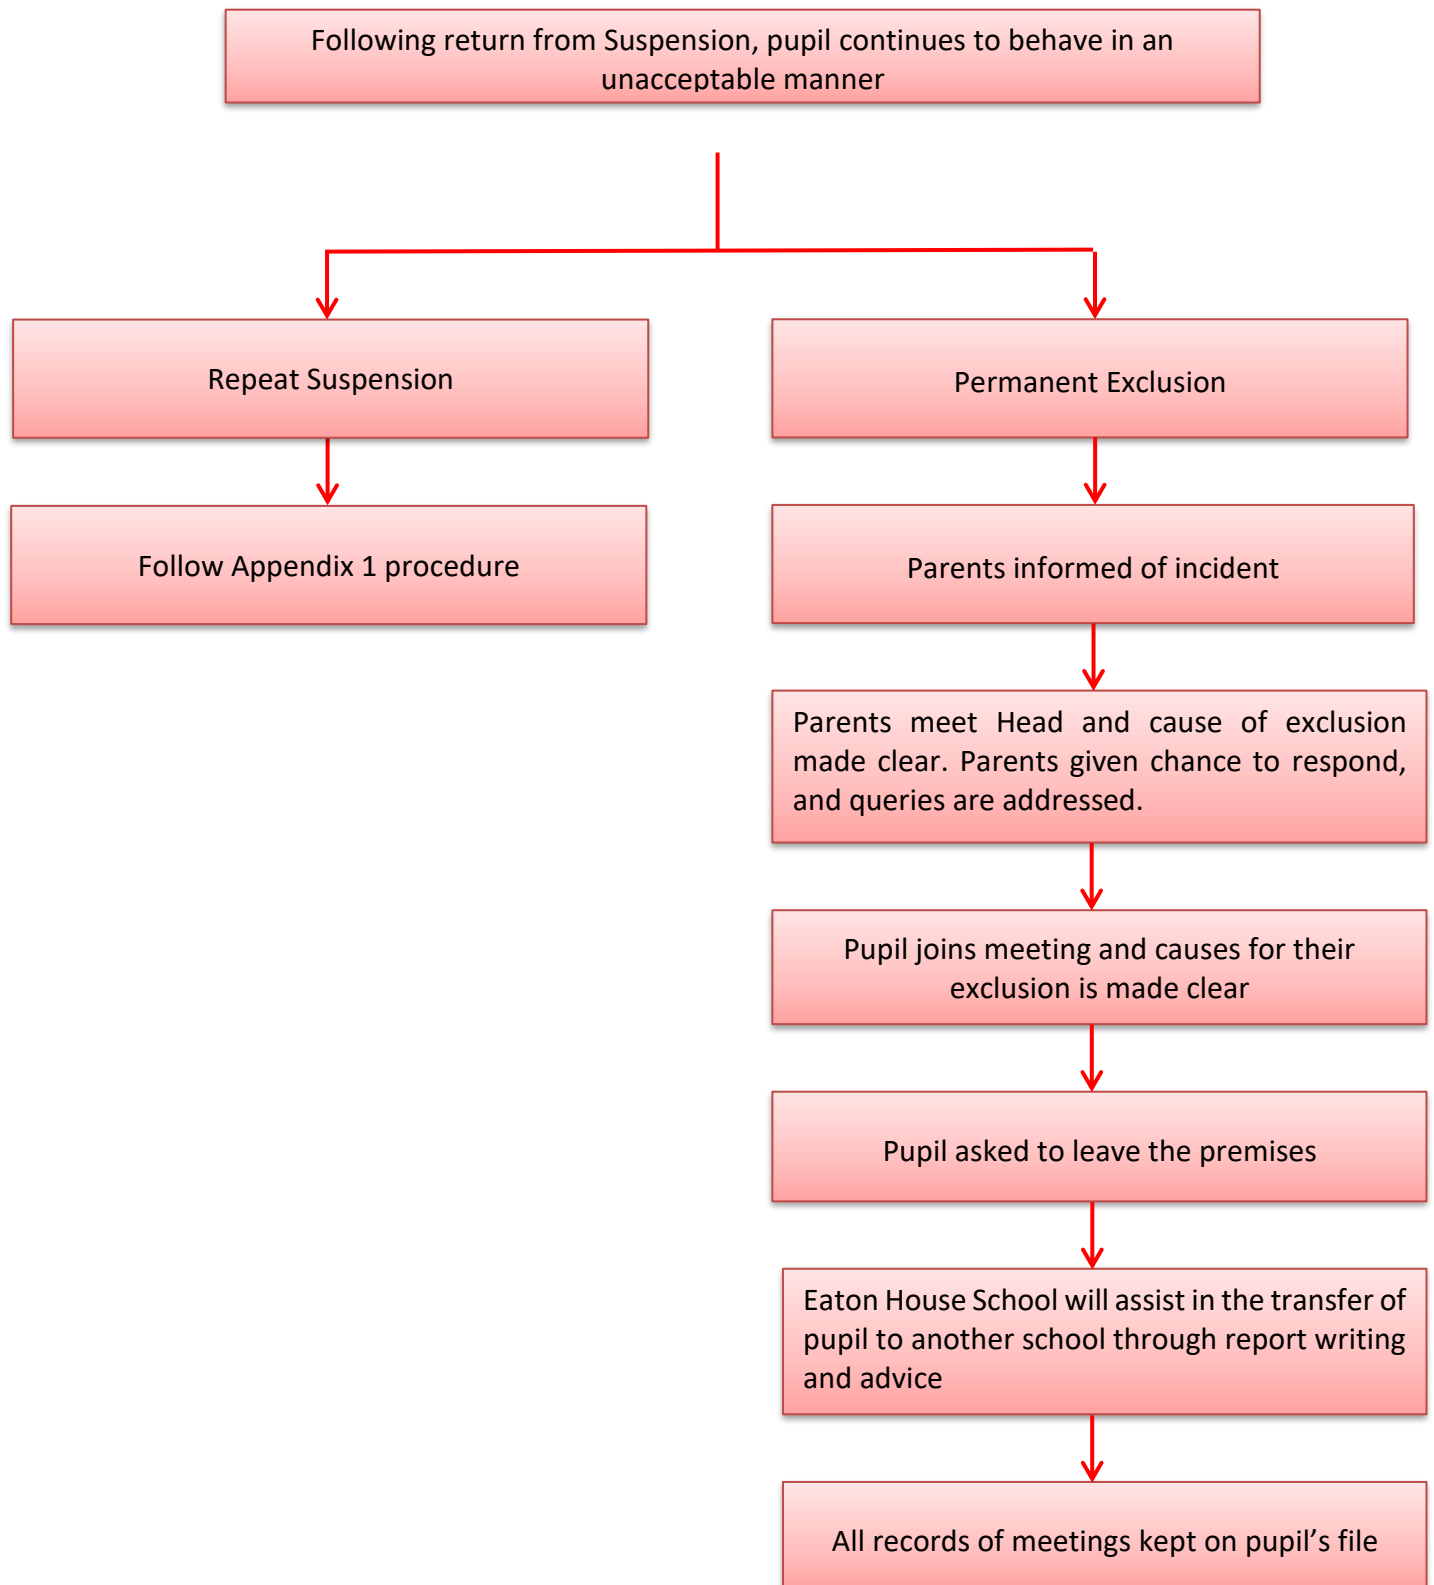 Following return from Suspension, pupil continues to behave in an
unacceptable manner
Repeat Suspension
Permanent Exclusion
Follow Appendix 1 procedure
Parents informed of incident
Parents meet Head and cause of exclusion
made clear. Parents given chance to respond,
and queries are addressed.
Pupil joins meeting and causes for their
exclusion is made clear
Pupil asked to leave the premises
Eaton House School will assist in the transfer of
pupil to another school through report writing
and advice
All records of meetings kept on pupil’s file